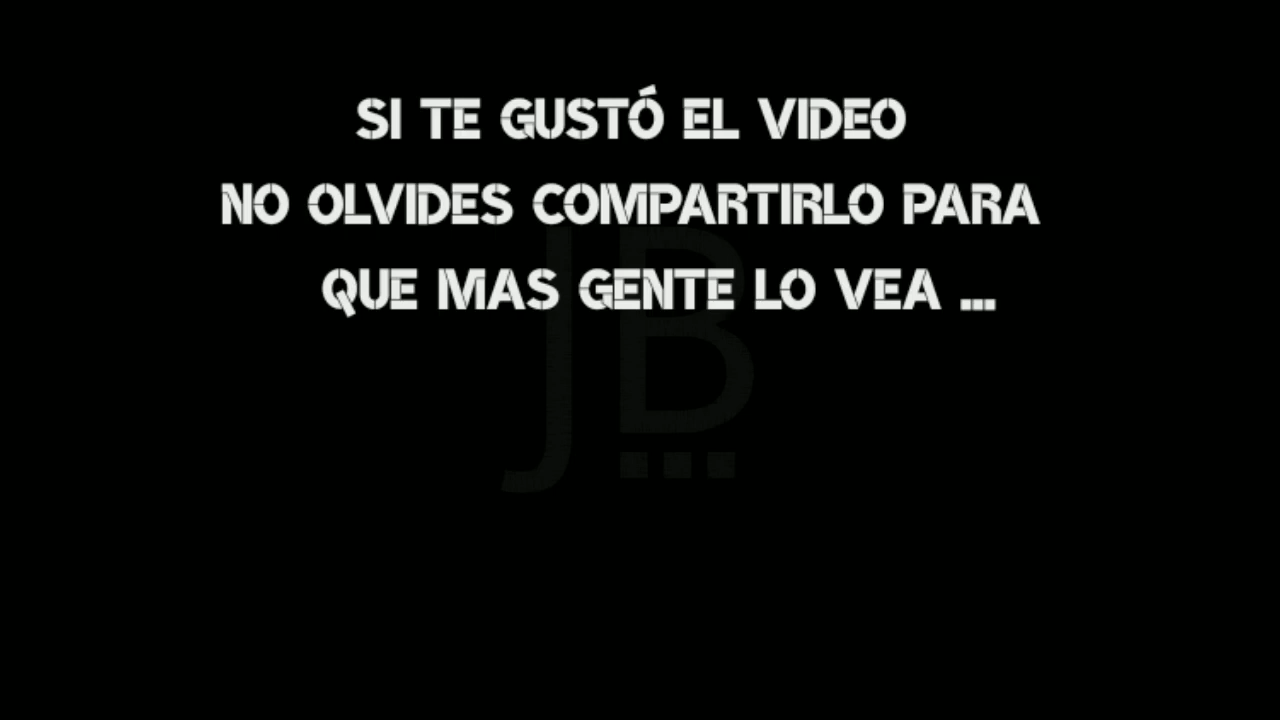 SI TE GUSTÓ EL VIDEO
NO OLVIDES COMPARTIRLO PARA
QUE MAS GENTE LO VEA ...
JB...